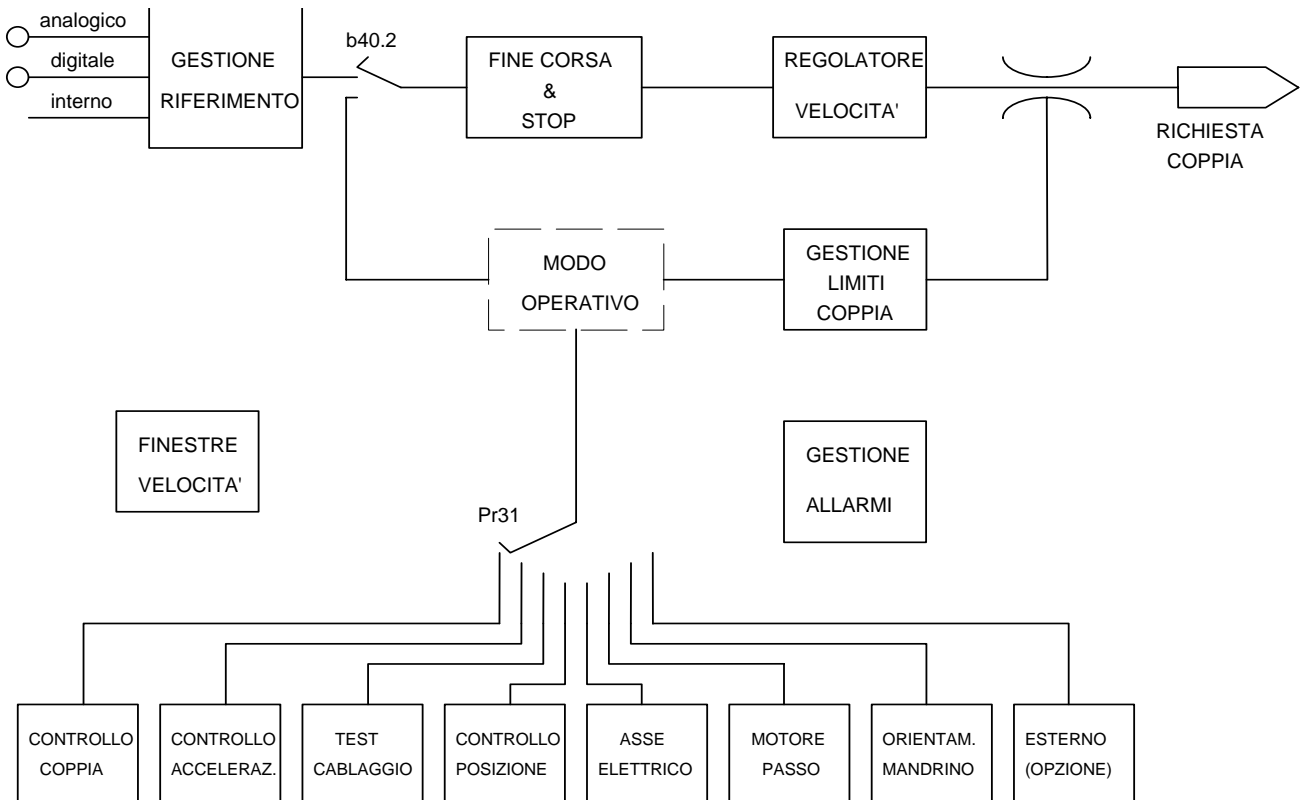 analogico
digitale
interno
GESTIONE
RIFERIMENTO
b40.2
FINE CORSA
&
STOP
REGOLATORE
VELOCITA'
RICHIESTA
COPPIA
MODO
OPERATIVO
GESTIONE
LIMITI
COPPIA
FINESTRE
VELOCITA'
GESTIONE
ALLARMI
Pr31
CONTROLLO
COPPIA
CONTROLLO
ACCELERAZ.
TEST
CABLAGGIO
CONTROLLO
POSIZIONE
ASSE
ELETTRICO
MOTORE
PASSO
ORIENTAM.
MANDRINO
ESTERNO
(OPZIONE)